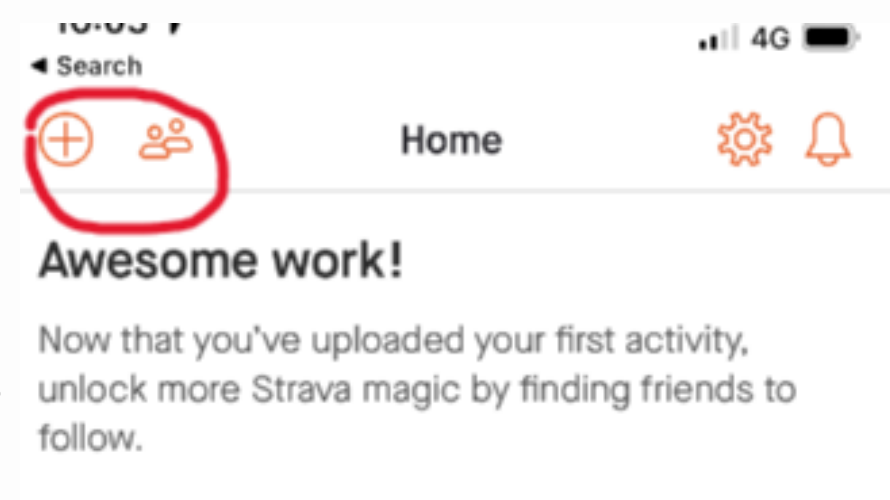 ◀ Search
4G
Home
Awesome work!
Now that you've uploaded your first activity,
unlock more Strava magic by finding friends to
follow.